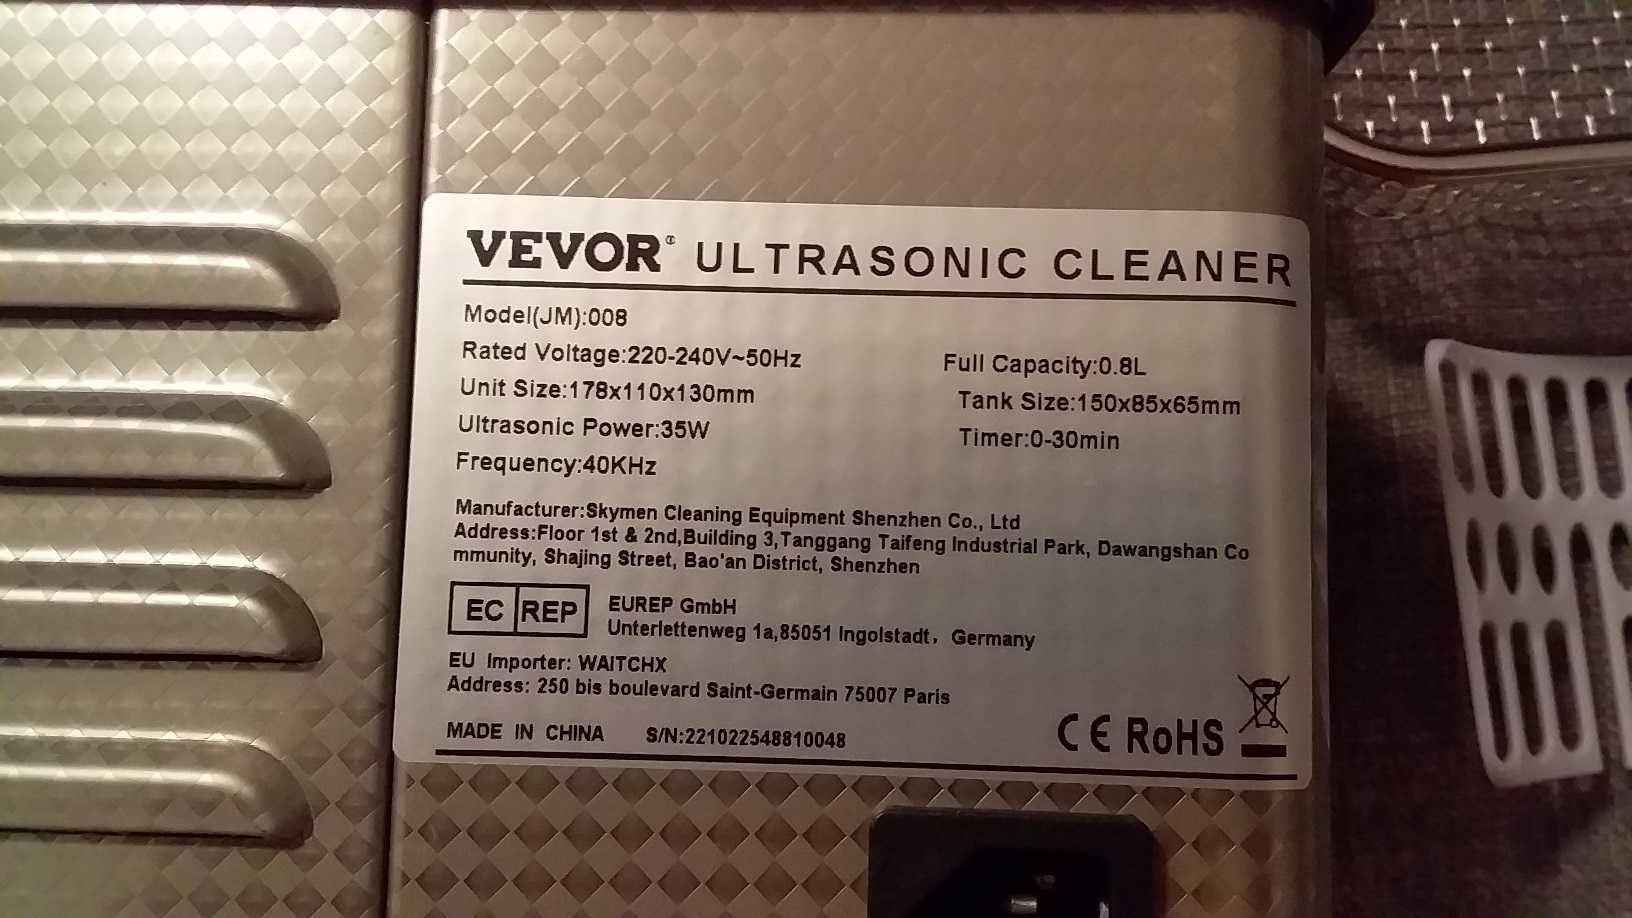 VEVOR® ULTRASONIC CLEANER
Model(JM):008
Rated Voltage:220-240V~50Hz
Full Capacity:0.8L
Unit Size:178x110x130mm
Tank Size:150x85x65mm
Ultrasonic Power:35W
Timer:0-30min
Frequency:40KHz
Manufacturer:Skymen Cleaning Equipment Shenzhen Co., Ltd
Address:Floor 1st & 2nd,Building 3,Tanggang Taifeng Industrial Park, Dawangshan Co
mmunity, Shajing Street, Bao'an District, Shenzhen
EC REP
EUREP GmbH
Unterlettenweg 1a,85051 Ingolstadt, Germany
EU Importer: WAITCHX
Address: 250 bis boulevard Saint-Germain 75007 Paris
MADE IN CHINA S/N:221022548810048
CE RoHS